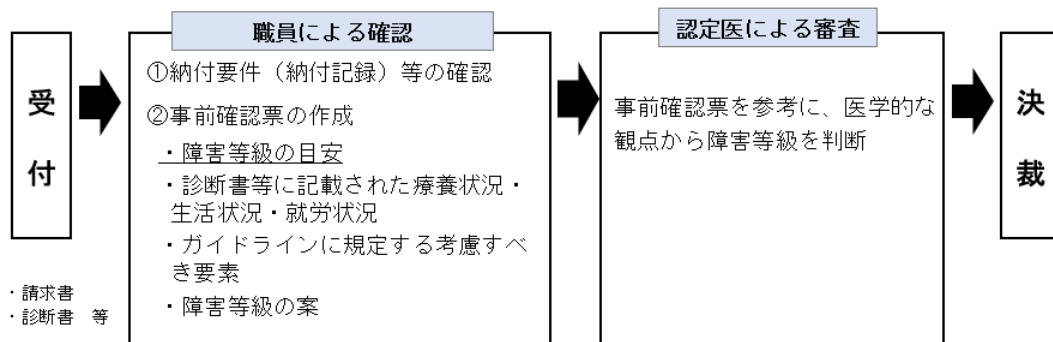 受付
・請求書
・診断書　等
職員による確認
①納付要件（納付記録）等の確認
②事前確認票の作成
・障害等級の目安
・診断書等に記載された療養状況・
生活状況・就労状況
・ガイドラインに規定する考慮すべ
き要素
・障害等級の案
認定医による審査
事前確認票を参考に、医学的な
観点から障害等級を判断
決裁